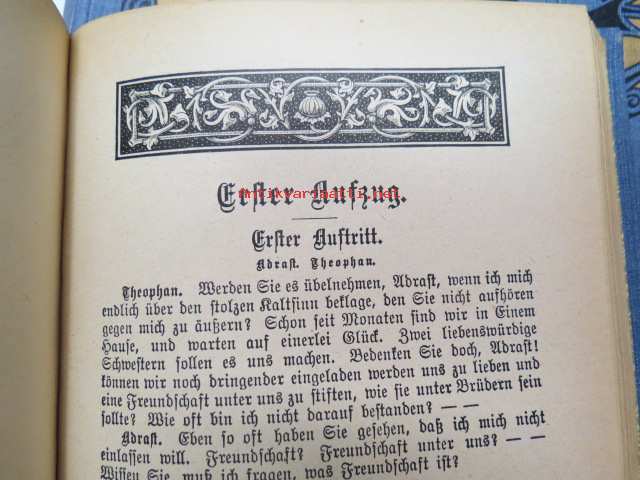 Erster Aufzug.
antikvariaatti.net
Erster Auftritt.
Adrast. Theophan.
Theophan. Werden Sie es übelnehmen, Adrast, wenn ich mich
endlich über den stolzen Kaltsinn beklage, den Sie nicht aufhören
gegen mich zu äußern? Schon seit Monaten sind wir in Einem
Hause, und warten auf einerlei Glück. Zwei liebenswürdige
Schwestern sollen es uns machen. Bedenken Sie doch, Adrast!
können wir noch dringender eingeladen werden uns zu lieben und
eine Freundschaft unter uns zu stiften, wie sie unter Brüdern sein
sollte? Wie oft bin ich nicht darauf bestanden? — —
Adrast. Eben so oft haben Sie gesehen, daß ich mich nicht
einlassen will. Freundschaft? Freundschaft unter uns? — —
Wissen Sie, muß ich fragen, was Freundschaft ist?